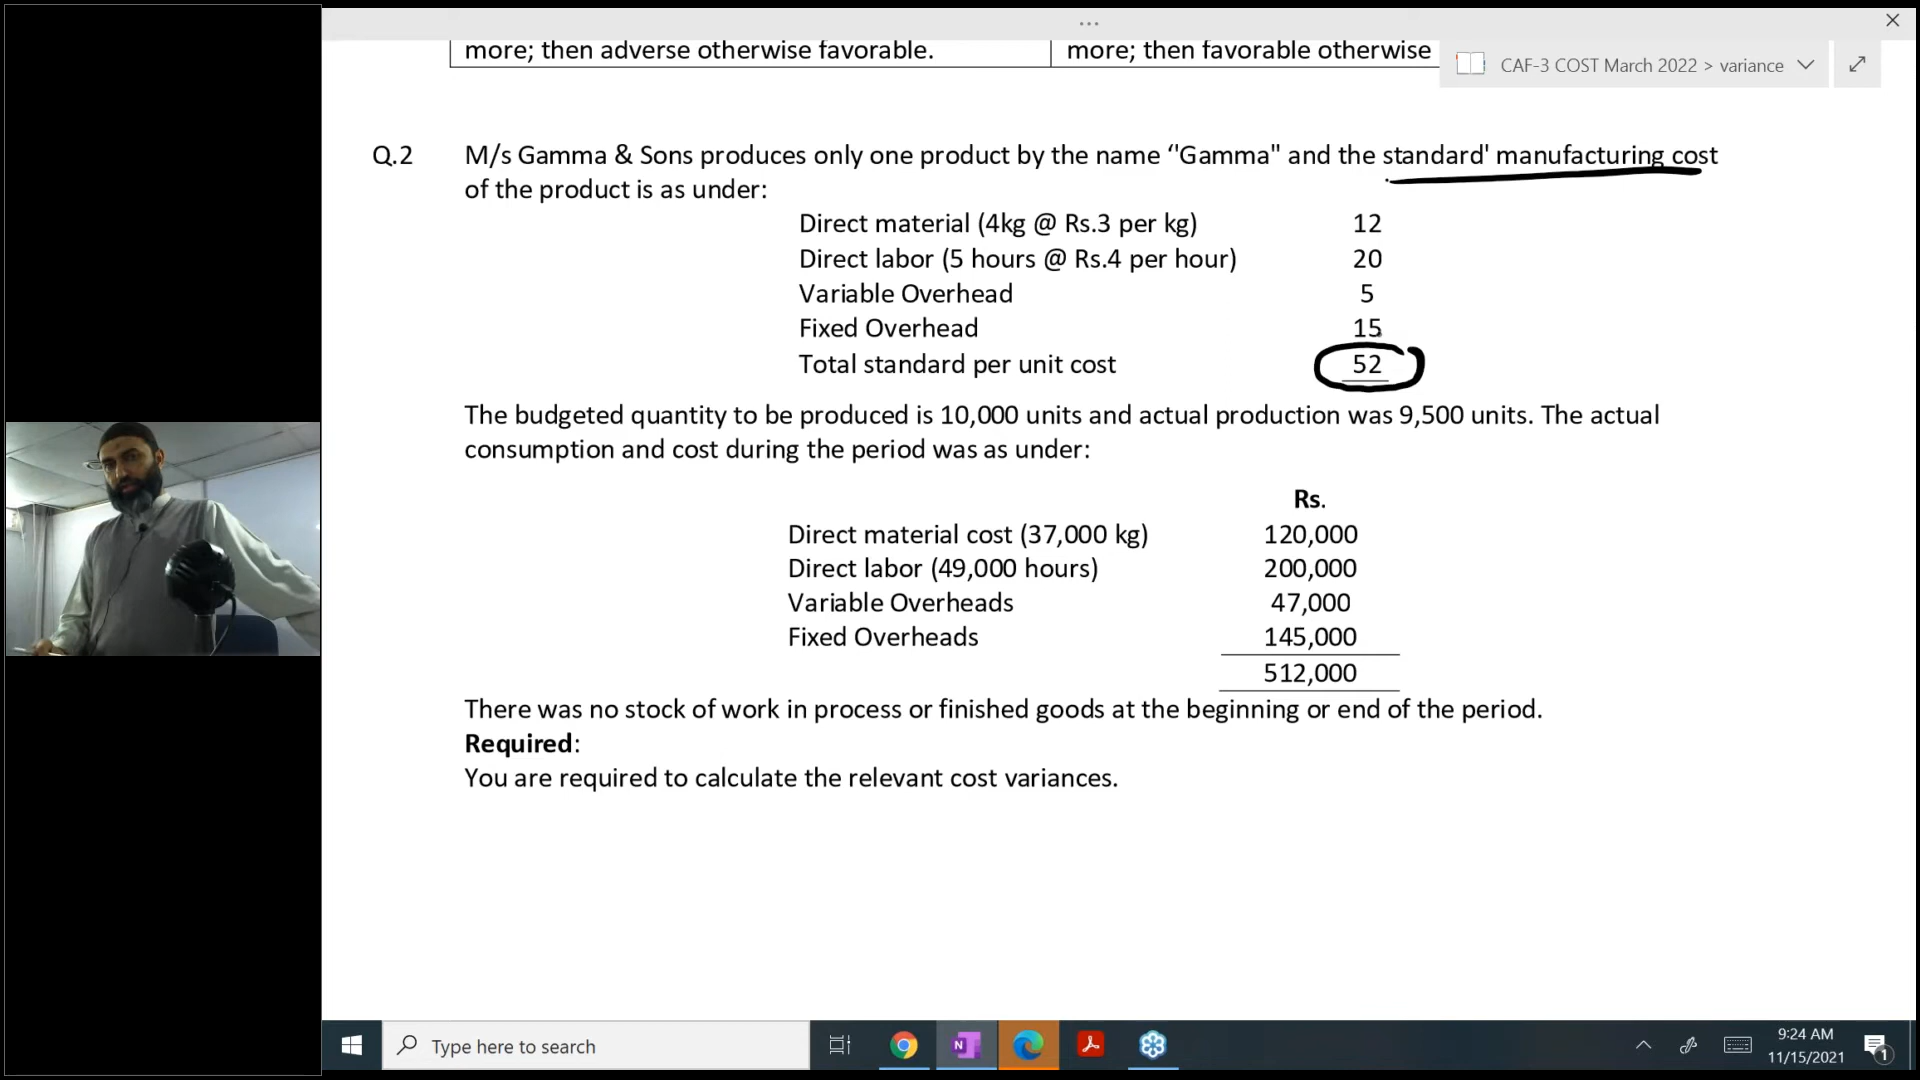 more; then adverse otherwise favorable.
more; then favorable otherwise
CAF-3 COST March 2022 > variance
Q.2 M/s Gamma & Sons produces only one product by the name ‘'Gamma" and the standard' manufacturing cost
of the product is as under:
Direct material (4kg @ Rs.3 per kg) 12
Direct labor (5 hours @ Rs.4 per hour) 20
Variable Overhead 5
Fixed Overhead 15
Total standard per unit cost 52
The budgeted quantity to be produced is 10,000 units and actual production was 9,500 units. The actual
consumption and cost during the period was as under:
Rs.
Direct material cost (37,000 kg) 120,000
Direct labor (49,000 hours) 200,000
Variable Overheads 47,000
Fixed Overheads 145,000
512,000
There was no stock of work in process or finished goods at the beginning or end of the period.
Required:
You are required to calculate the relevant cost variances.
Type here to search
N
9:24 AM
11/15/2021
1